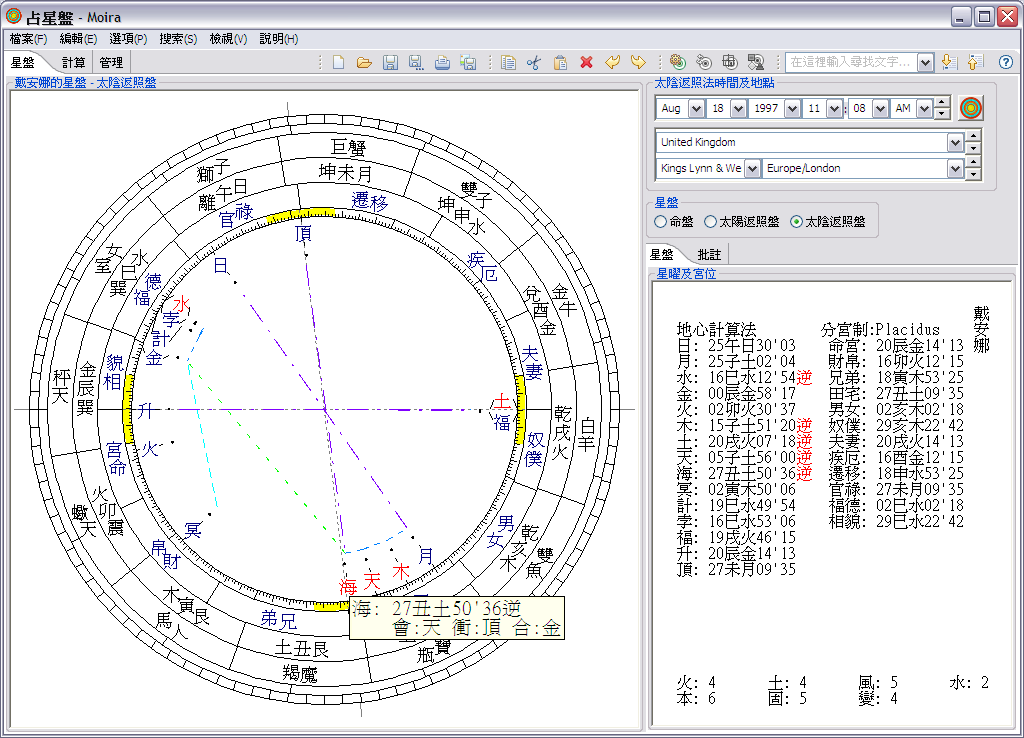 占星盤 - Moira
檔案(F) 編輯(E) 選項(P) 搜索(S) 檢視(V) 說明(H)
星盤 計算 管理
在這裡輸入尋找文字...
戴安娜的星盤 - 太陰返照盤
巨蟹
坤未月
遷移
雙子
坤申水
疾厄
金牛
兌酉金
夫妻
白羊
乾戌火
奴僕
雙魚
乾亥木
男女
寶瓶
羯魔
土丑艮
弟兄
人馬
木寅艮
帛財
天蠍
火卯震
宮命
秤天
金辰巽
貌相
女室
水巳巽
德福
獅子
離午日
官祿
頂
日
水
孛
計
金
升
火
冥
海
天
木
月
土
福
海: 27丑土50'36逆
會:天 衝:頂 合:金
太陰返照法時間及地點
Aug 18 1997 11 : 08 AM
United Kingdom
Kings Lynn & We Europe/London
星盤
命盤 太陽返照盤 太陰返照盤
星盤 批註
星曜及宮位
戴安娜
地心計算法 分宮制:Placidus
日: 25午日30'03 命宮: 20辰金14'13
月: 25子土02'04 財帛: 16卯火12'15
水: 16巳水12'54逆 兄弟: 18寅木53'25
金: 00辰金58'17 田宅: 27丑土09'35
火: 02卯火30'37 男女: 02亥木02'18
木: 15子土51'20逆 奴僕: 29亥木22'42
土: 20戌火07'18逆 夫妻: 20戌火14'13
天: 05子土56'00逆 疾厄: 16酉金12'15
海: 27丑土50'36逆 遷移: 18申水53'25
冥: 02寅木50'06 官祿: 27未月09'35
計: 19巳水49'54 福德: 02巳水02'18
孛: 16巳水53'06 相貌: 29巳水22'42
福: 19戌火46'15
升: 20辰金14'13
頂: 27未月09'35
火: 4 土: 4 風: 5 水: 2
本: 6 固: 5 變: 4